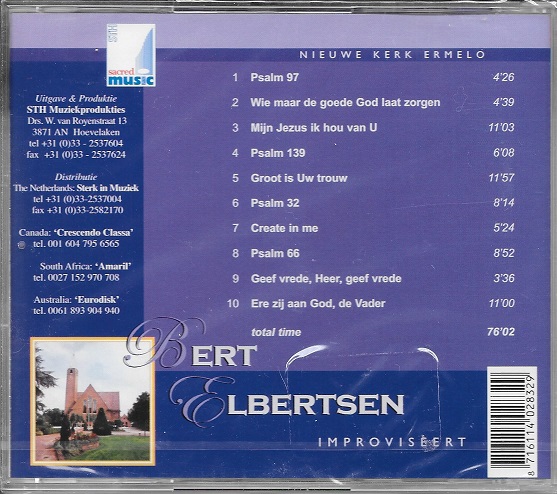 sacred
music
NIEUWE KERK ERMELO
1 Psalm 97 4'26
2 Wie maar de goede God laat zorgen 4'39
3 Mijn Jezus ik hou van U 11'03
4 Psalm 139 6'08
5 Groot is Uw trouw 11'57
6 Psalm 32 8'14
7 Create in me 5'24
8 Psalm 66 8'52
9 Geef vrede, Heer, geef vrede 3'36
10 Ere zij aan God, de Vader 11'00
total time 76'02
Uitgave & Produktie
STH Muziekprodukties
Drs. W. van Royenstraat 13
3871 AN Hoevelaken
tel +31 (0)33 - 2537604
fax +31 (0)33 - 2537624
Distributie
The Netherlands: Sterk in Muziek
tel +31 (0)33-2537004
fax +31 (0)33-2582170
Canada: 'Crescendo Classa'
tel. 001 604 795 6565
South Africa: 'Amaril'
tel. 0027 152 970 708
Australia: 'Eurodisk'
tel. 0061 893 904 940
BERT
ELBERTSEN
IMPROVISEERT
8716114028329